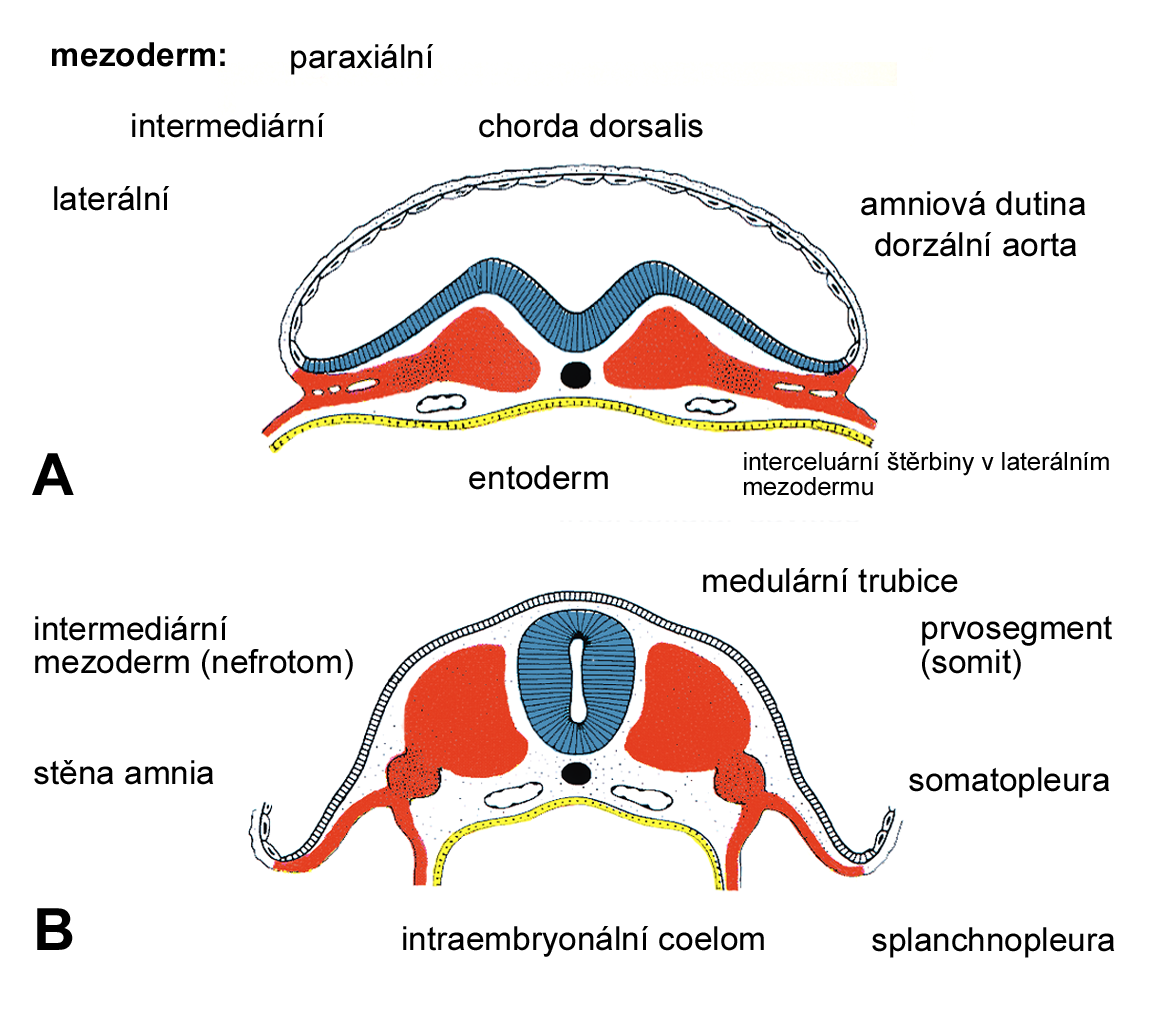 mezoderm: paraxiální
intermediární
chorda dorsalis
laterální
amniová dutina
dorzální aorta
A
entoderm
interceluární štěrbiny v laterálním
mezodermu
medulární trubice
intermediární
mezoderm (nefrotom)
prvosegment
(somit)
stěna amnia
somatopleura
B
intraembryonální coelom
splanchnopleura